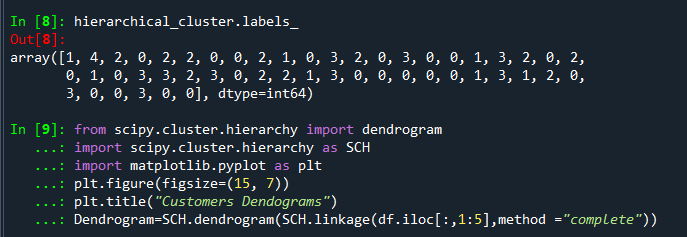 In [8]: hierarchical_cluster.labels_
Out[8]:
array([1, 4, 2, 0, 2, 2, 0, 0, 2, 1, 0, 3, 2, 0, 3, 0, 0, 1, 3, 2, 0, 2,
0, 1, 0, 3, 3, 2, 3, 0, 2, 2, 1, 3, 0, 0, 0, 0, 0, 1, 3, 1, 2, 0,
3, 0, 0, 3, 0, 0], dtype=int64)
In [9]: from scipy.cluster.hierarchy import dendrogram
...: import scipy.cluster.hierarchy as SCH
...: import matplotlib.pyplot as plt
...: plt.figure(figsize=(15, 7))
...: plt.title("Customers Dendograms")
...: Dendrogram=SCH.dendrogram(SCH.linkage(df.iloc[:,1:5],method ="complete"))